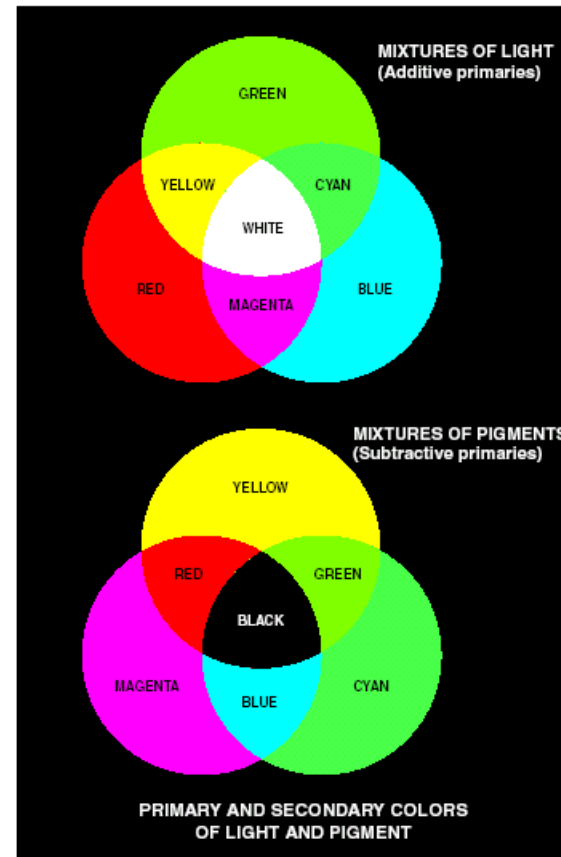 MIXTURES OF LIGHT
(Additive primaries)
GREEN
YELLOW
CYAN
WHITE
RED
BLUE
MAGENTA
MIXTURES OF PIGMENTS
(Subtractive primaries)
YELLOW
RED
GREEN
BLACK
MAGENTA
CYAN
BLUE
PRIMARY AND SECONDARY COLORS
OF LIGHT AND PIGMENT